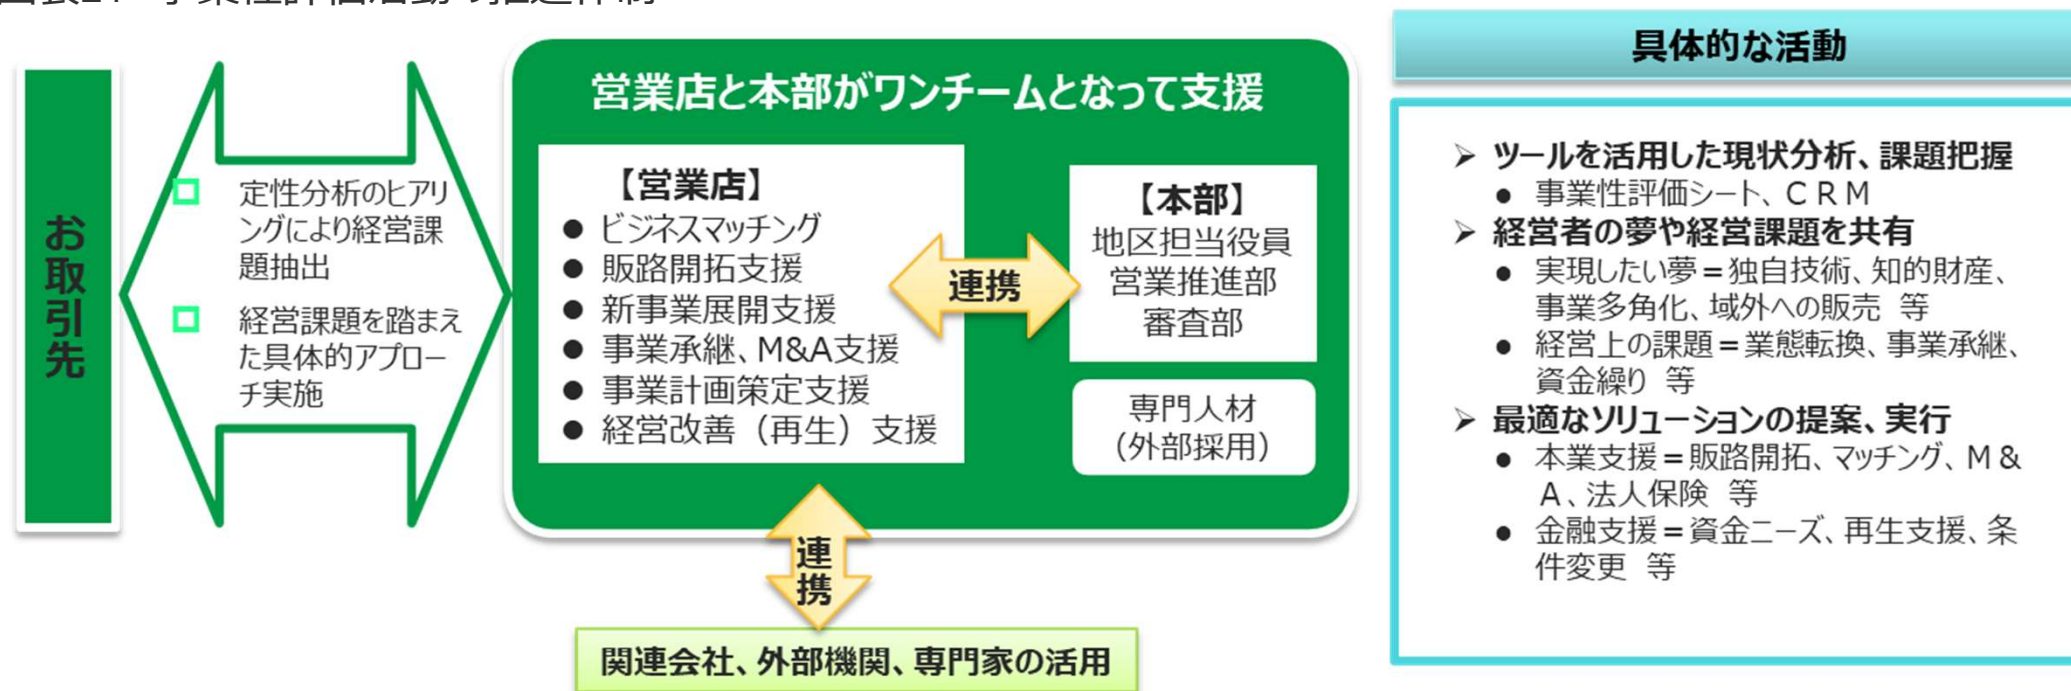 お取引先
定性分析のヒアリ
ングにより経営課
題抽出
経営課題を踏まえ
た具体的アプロー
チ実施
営業店と本部がワンチームとなって支援
【営業店】
● ビジネスマッチング
● 販路開拓支援
● 新事業展開支援
● 事業承継、M&A支援
● 事業計画策定支援
● 経営改善（再生）支援
連携
【本部】
地区担当役員
営業推進部
審査部
専門人材
（外部採用）
連携
関連会社、外部機関、専門家の活用
具体的な活動
➢ ツールを活用した現状分析、課題把握
● 事業性評価シート、ＣＲＭ
➢ 経営者の夢や経営課題を共有
● 実現したい夢＝独自技術、知的財産、
事業多角化、域外への販売 等
● 経営上の課題＝業態転換、事業承継、
資金繰り 等
➢ 最適なソリューションの提案、実行
● 本業支援＝販路開拓、マッチング、Ｍ＆
Ａ、法人保険 等
● 金融支援＝資金ニーズ、再生支援、条
件変更 等